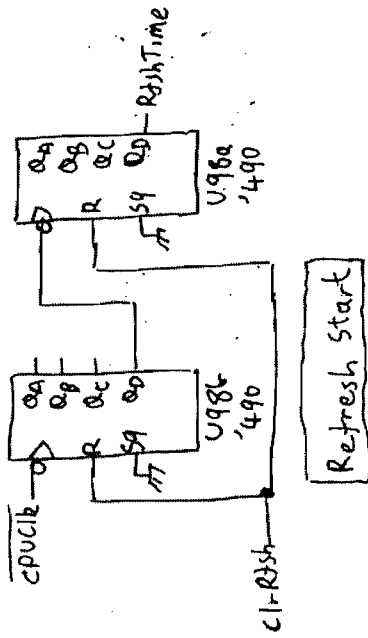 CPUClk
QA
QB
QC
QD
R
S9
U98b
'490
QA
QB
QC
QD
R
S9
U98a
'490
RfshTime
Clr-Rfsh
Refresh Start